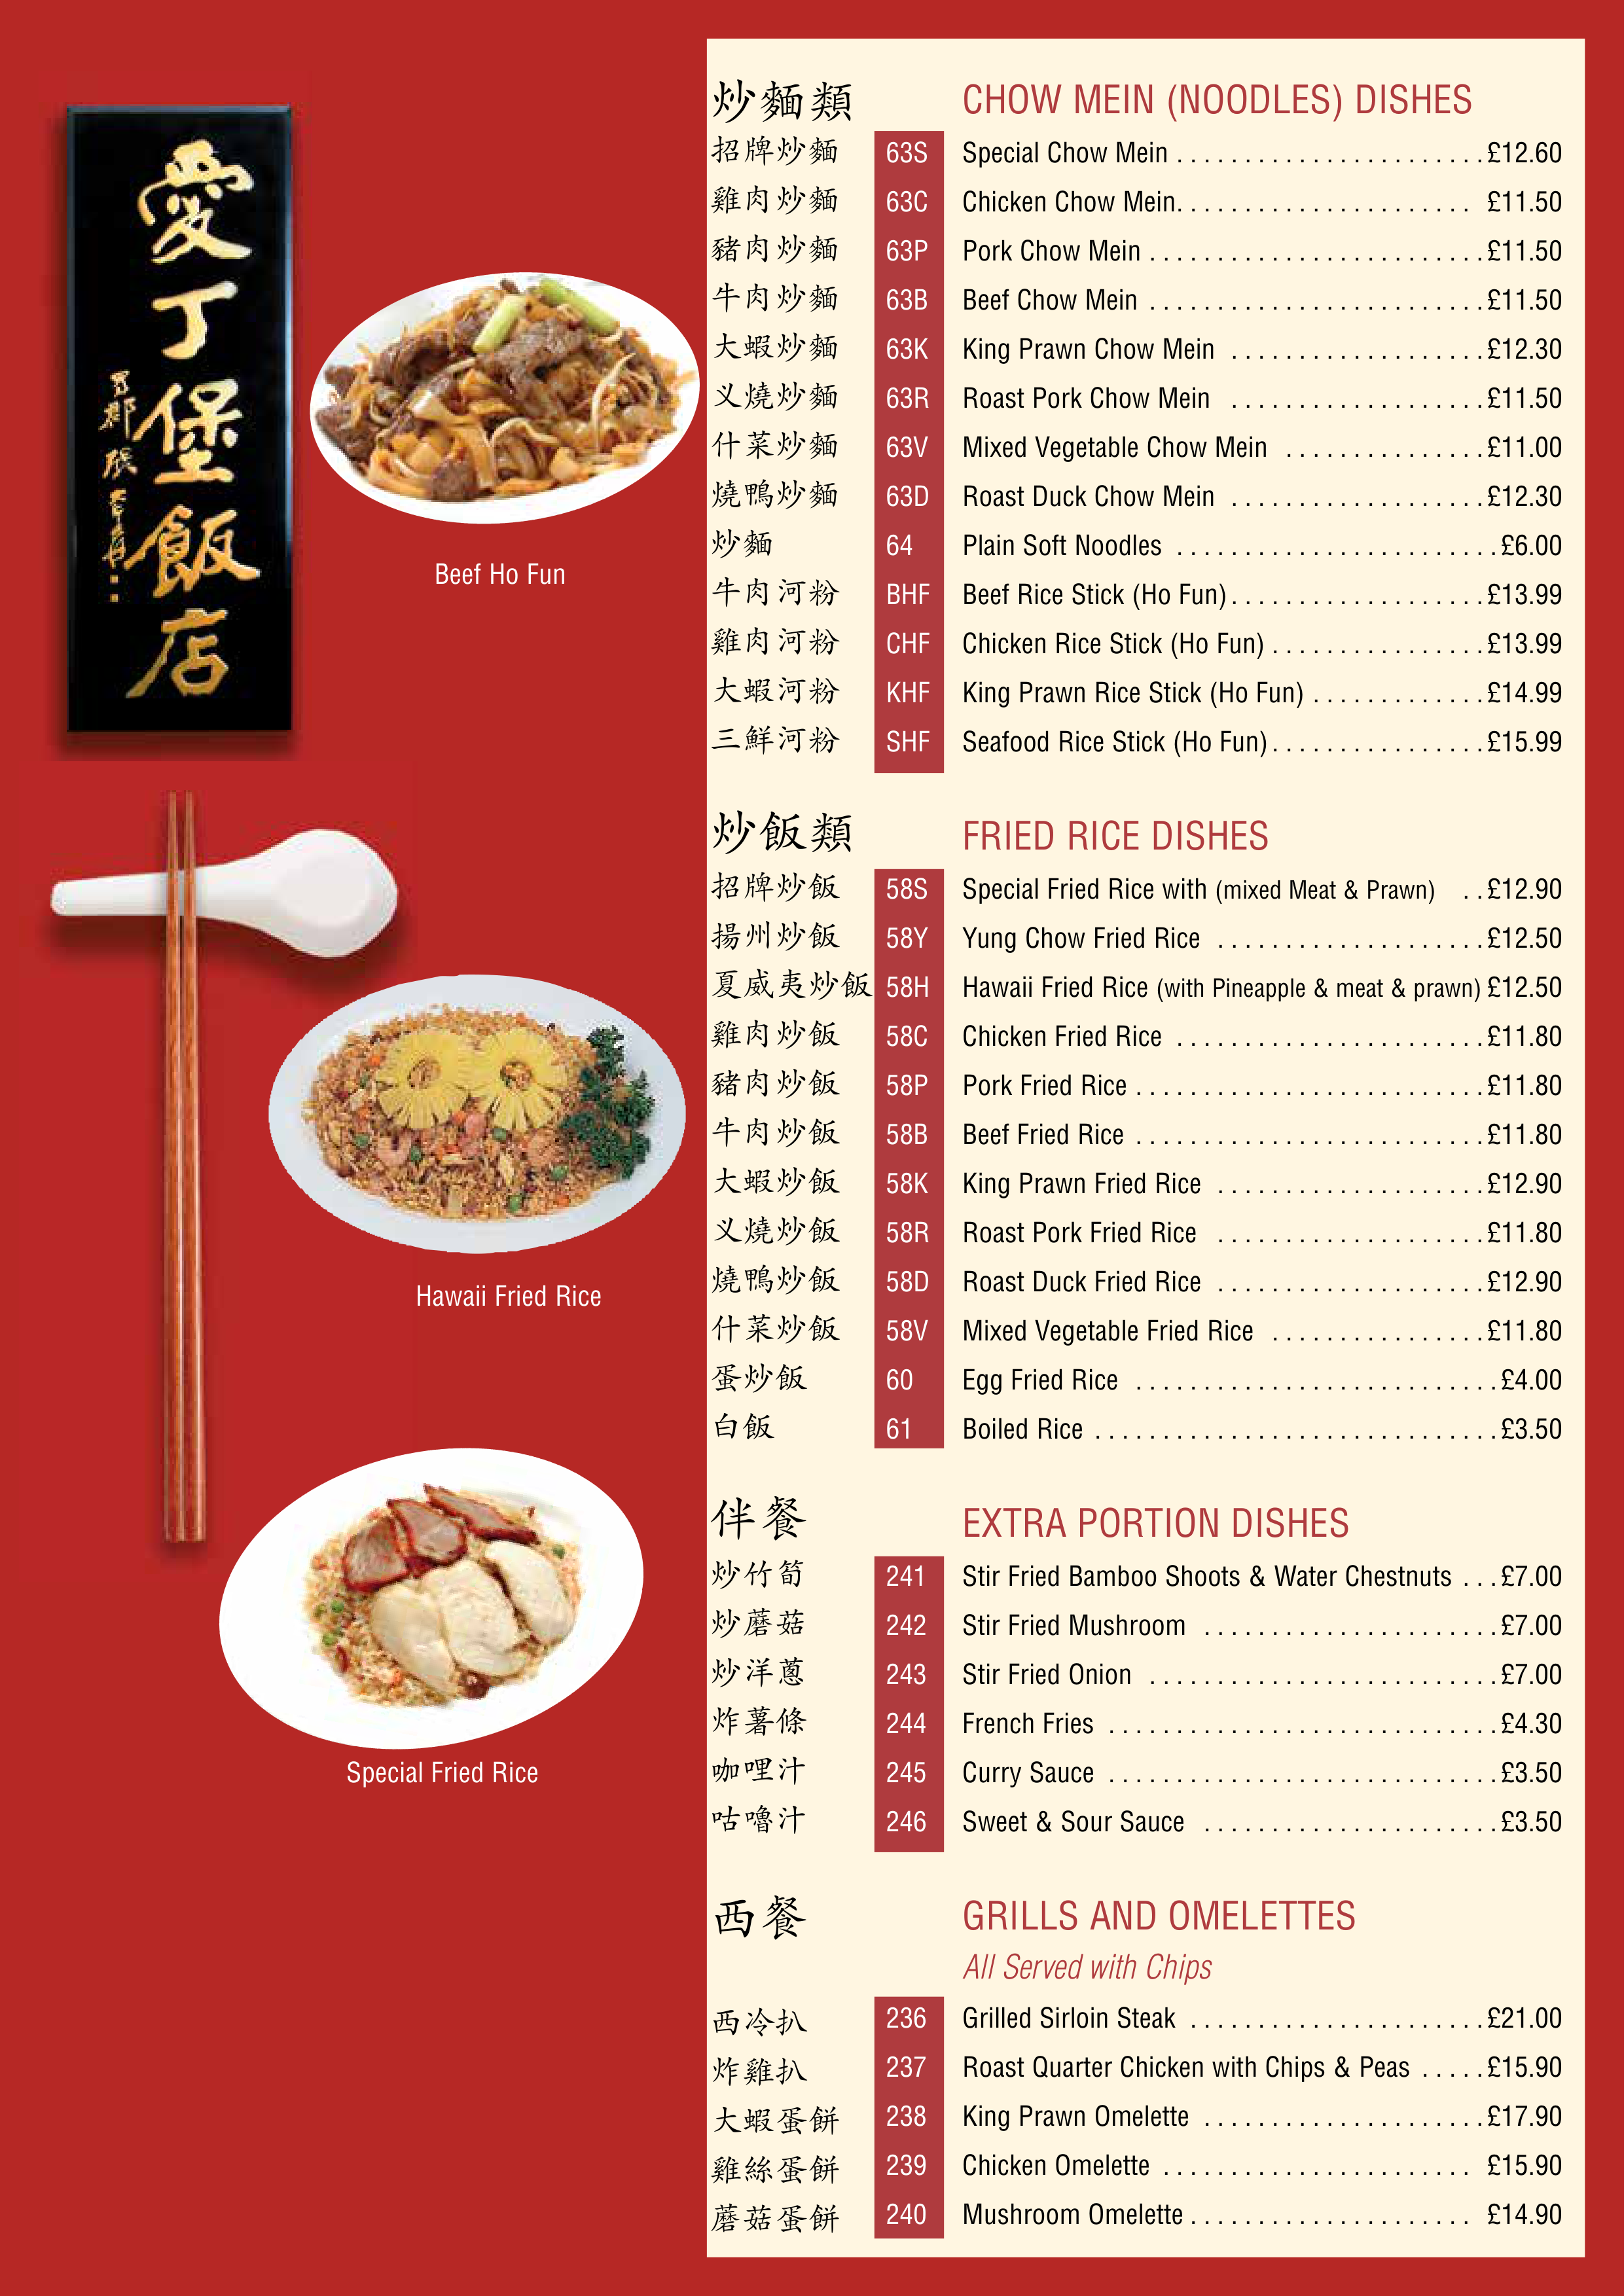 愛丁堡飯店
Beef Ho Fun
Hawaii Fried Rice
Special Fried Rice
炒麵類 CHOW MEIN (NOODLES) DISHES
招牌炒麵 63S Special Chow Mein £12.60
雞肉炒麵 63C Chicken Chow Mein £11.50
豬肉炒麵 63P Pork Chow Mein £11.50
牛肉炒麵 63B Beef Chow Mein £11.50
大蝦炒麵 63K King Prawn Chow Mein £12.30
义燒炒麵 63R Roast Pork Chow Mein £11.50
什菜炒麵 63V Mixed Vegetable Chow Mein £11.00
燒鴨炒麵 63D Roast Duck Chow Mein £12.30
炒麵 64 Plain Soft Noodles £6.00
牛肉河粉 BHF Beef Rice Stick (Ho Fun) £13.99
雞肉河粉 CHF Chicken Rice Stick (Ho Fun) £13.99
大蝦河粉 KHF King Prawn Rice Stick (Ho Fun) £14.99
三鮮河粉 SHF Seafood Rice Stick (Ho Fun) £15.99
炒飯類 FRIED RICE DISHES
招牌炒飯 58S Special Fried Rice with (mixed Meat & Prawn) £12.90
揚州炒飯 58Y Yung Chow Fried Rice £12.50
夏威夷炒飯 58H Hawaii Fried Rice (with Pineapple & meat & prawn) £12.50
雞肉炒飯 58C Chicken Fried Rice £11.80
豬肉炒飯 58P Pork Fried Rice £11.80
牛肉炒飯 58B Beef Fried Rice £11.80
大蝦炒飯 58K King Prawn Fried Rice £12.90
义燒炒飯 58R Roast Pork Fried Rice £11.80
燒鴨炒飯 58D Roast Duck Fried Rice £12.90
什菜炒飯 58V Mixed Vegetable Fried Rice £11.80
蛋炒飯 60 Egg Fried Rice £4.00
白飯 61 Boiled Rice £3.50
伴餐 EXTRA PORTION DISHES
炒竹筍 241 Stir Fried Bamboo Shoots & Water Chestnuts £7.00
炒蘑菇 242 Stir Fried Mushroom £7.00
炒洋蔥 243 Stir Fried Onion £7.00
炸薯條 244 French Fries £4.30
咖哩汁 245 Curry Sauce £3.50
咕嚕汁 246 Sweet & Sour Sauce £3.50
西餐 GRILLS AND OMELETTES
All Served with Chips
西冷扒 236 Grilled Sirloin Steak £21.00
炸雞扒 237 Roast Quarter Chicken with Chips & Peas £15.90
大蝦蛋餅 238 King Prawn Omelette £17.90
雞絲蛋餅 239 Chicken Omelette £15.90
蘑菇蛋餅 240 Mushroom Omelette £14.90